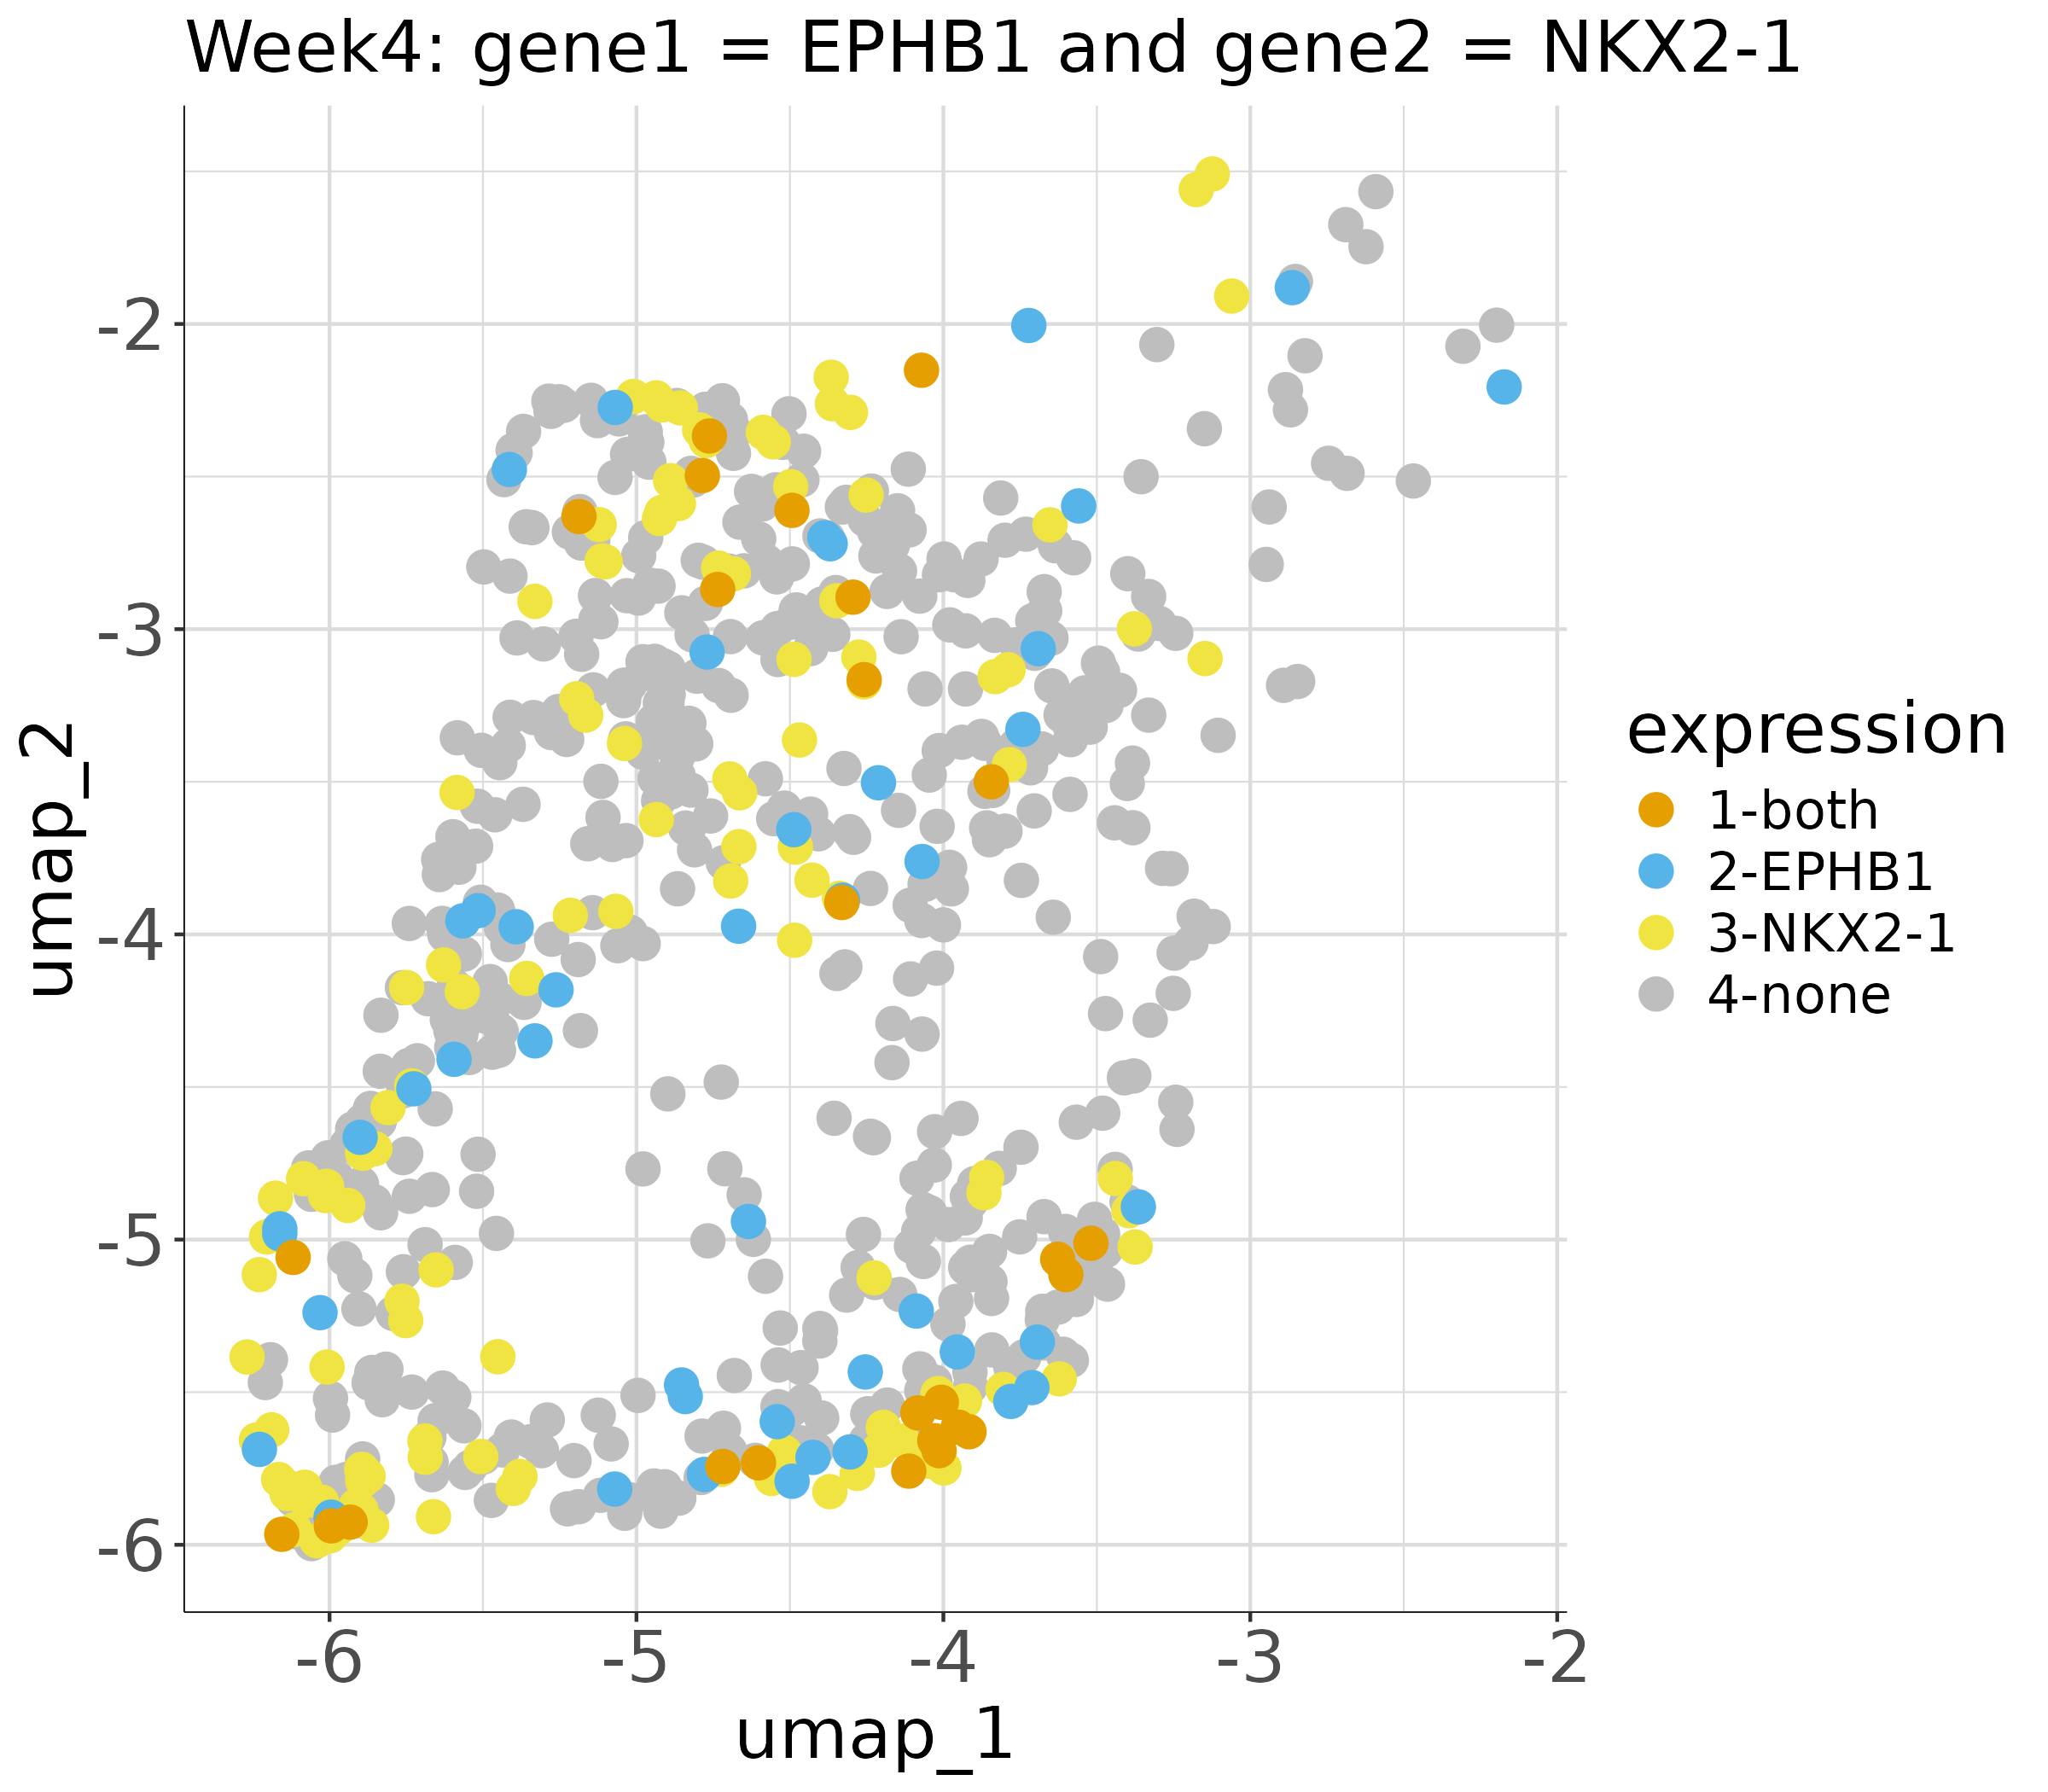 Week4: gene1 = EPHB1 and gene2 = NKX2-1
-2
-3
-4
-5
-6
umap_2
-6 -5 -4 -3 -2
umap_1
expression
1-both
2-EPHB1
3-NKX2-1
4-none